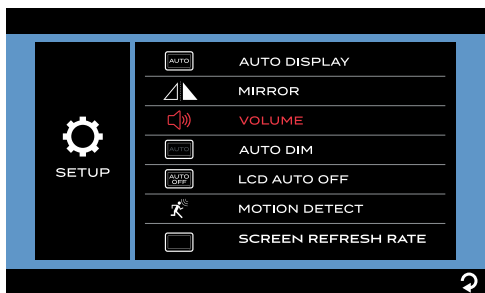 AUTO AUTO DISPLAY
MIRROR
VOLUME
AUTO AUTO DIM
SETUP
AUTO OFF LCD AUTO OFF
MOTION DETECT
SCREEN REFRESH RATE